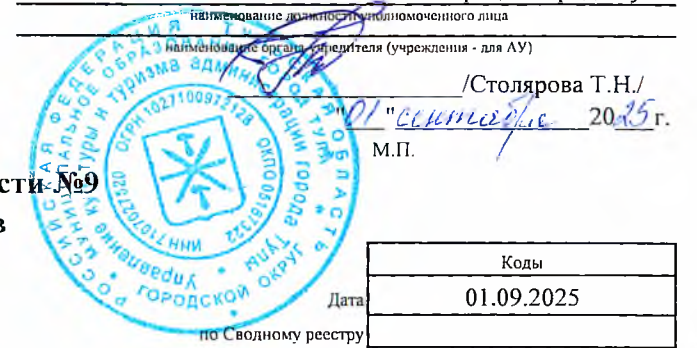 наименование должности уполномоченного лица
наименование органа-учредителя (учреждения - для АУ)
/Столярова Т.Н./
"01" сентября 2025 г.
М.П.
РОССИЙСКАЯ ФЕДЕРАЦИЯ * ТУЛЬСКАЯ ОБЛАСТЬ *
МУНИЦИПАЛЬНОЕ ОБРАЗОВАНИЕ ГОРОД ТУЛА
ГОРОДСКОЙ ОКРУГ
Управление культуры и туризма администрации города Тулы
ИНН 7107027520 ОГРН 1027100973128
сти №9
в
Коды
Дата 01.09.2025
по Сводному реестру